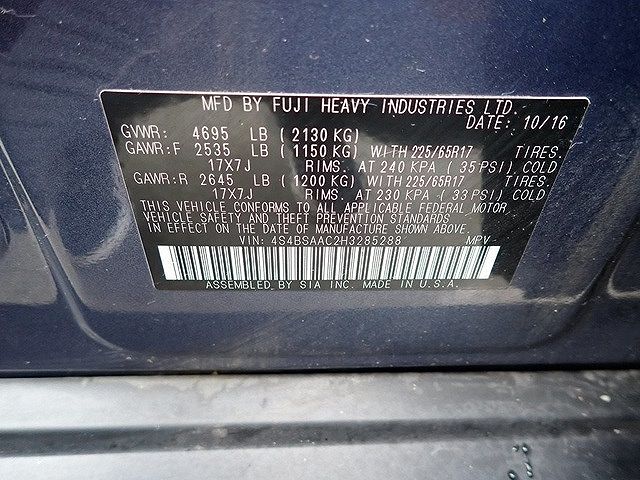 MFD BY FUJI HEAVY INDUSTRIES LTD.
DATE: 10/16
GVWR: 4695 LB ( 2130 KG)
GAWR:F 2535 LB ( 1150 KG) WITH 225/65R17 TIRES.
17X7J RIMS. AT 240 KPA ( 35 PSI) COLD
GAWR:R 2645 LB ( 1200 KG) WITH 225/65R17 TIRES.
17X7J RIMS. AT 230 KPA ( 33 PSI) COLD
THIS VEHICLE CONFORMS TO ALL APPLICABLE FEDERAL MOTOR
VEHICLE SAFETY AND THEFT PREVENTION STANDARDS
IN EFFECT ON THE DATE OF MANUFACTURE SHOWN ABOVE.
VIN: 4S4BSAAC2H3285288 MPV
ASSEMBLED BY SIA INC. MADE IN U.S.A.